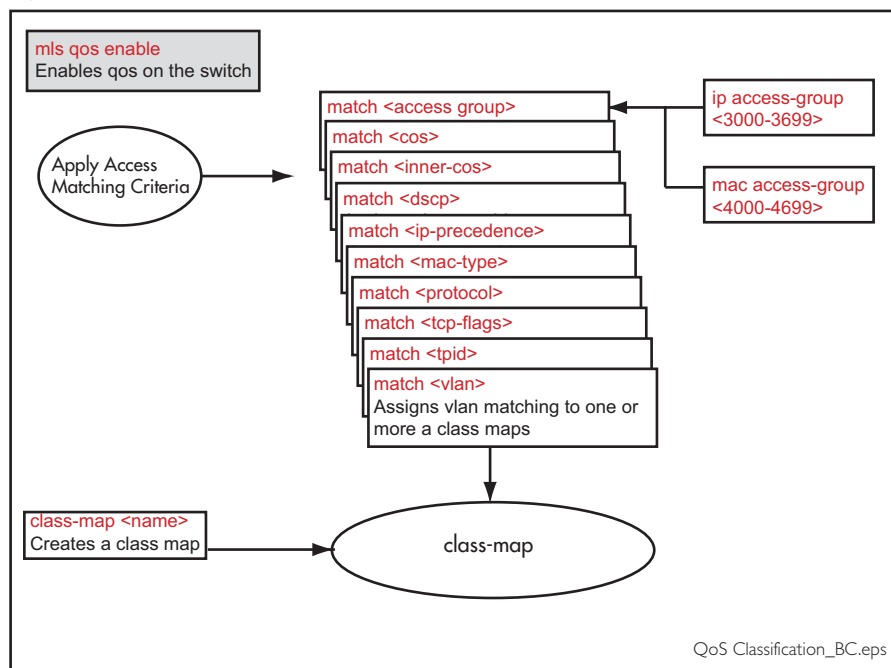 mls qos enable
Enables qos on the switch
match <access group>
ip access-group
<3000-3699>
match <cos>
Apply Access
Matching Criteria
match <inner-cos>
match <dscp>
mac access-group
<4000-4699>
match <ip-precedence>
match <mac-type>
match <protocol>
match <tcp-flags>
match <tpid>
match <vlan>
Assigns vlan matching to one or
more a class maps
class-map <name>
Creates a class map
class-map
QoS Classification_BC.eps